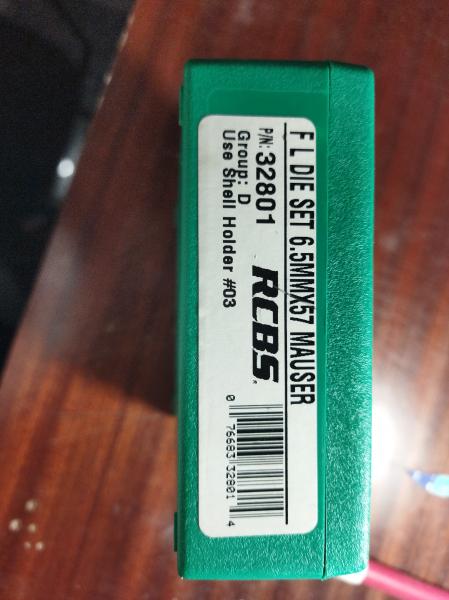 F L DIE SET 6.5MMX57 MAUSER
P/N: 32801
Group: D
Use Shell Holder #03
RCBS
0 76683 32801 4